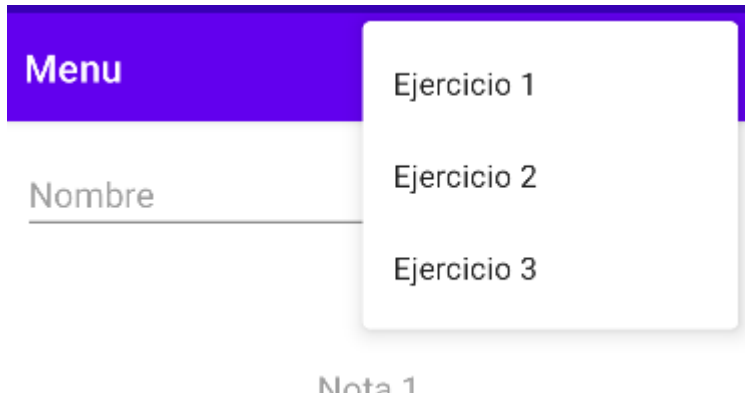 Menu
Ejercicio 1
Ejercicio 2
Ejercicio 3
Nombre
Nota 1